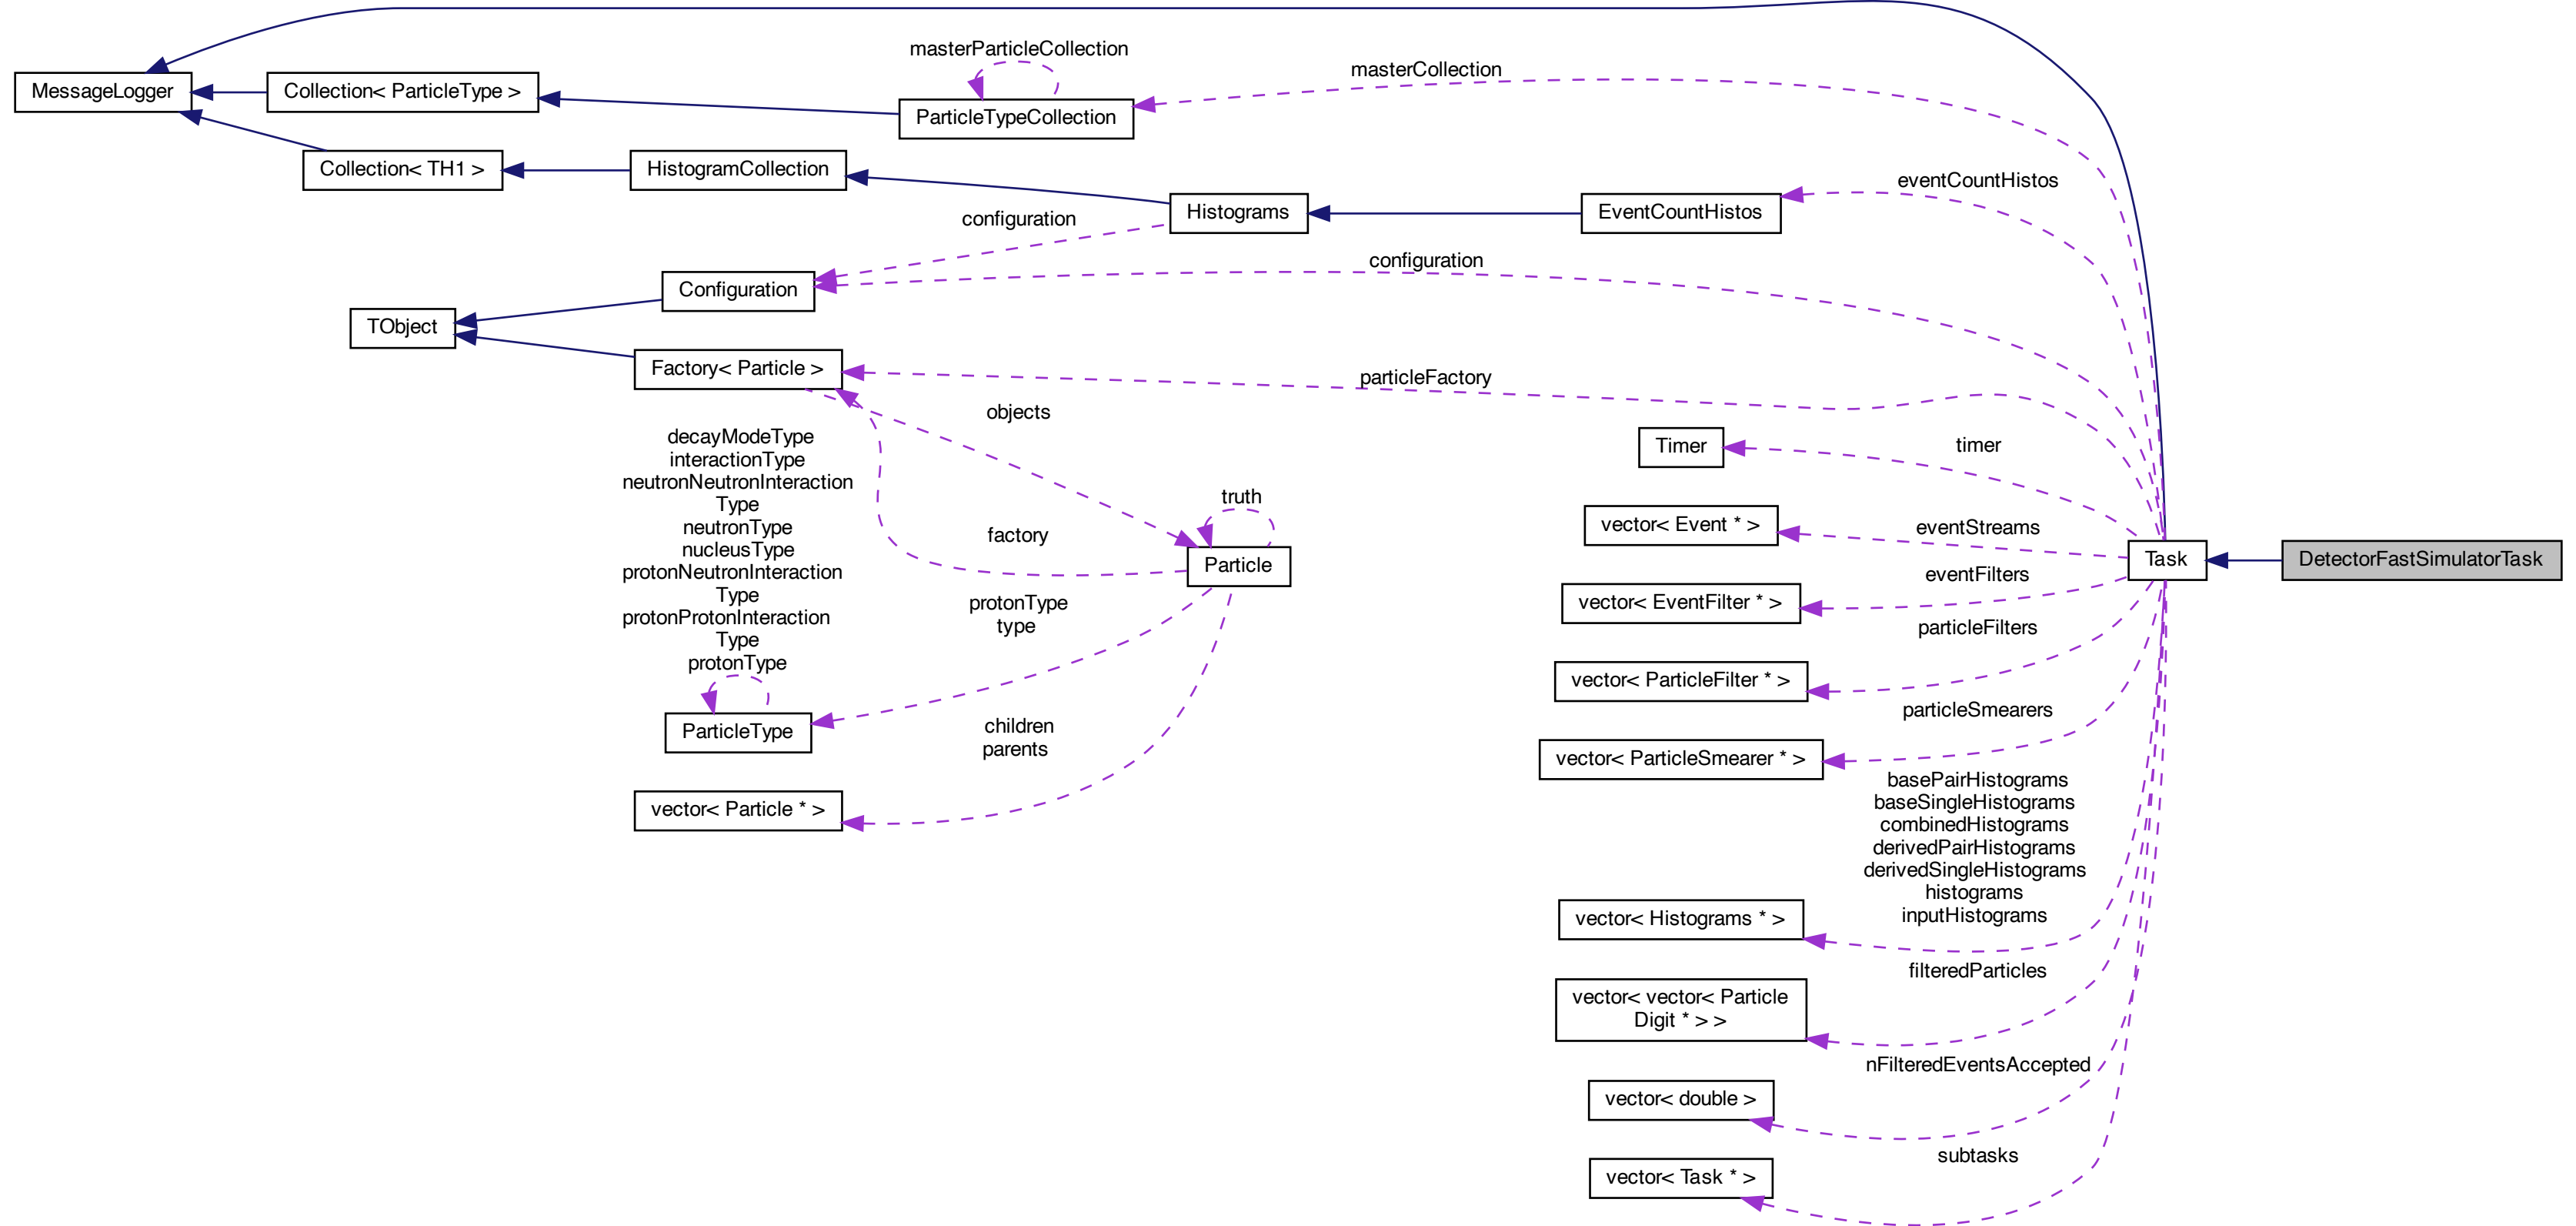 masterParticleCollection
masterCollection
MessageLogger
Collection< ParticleType >
ParticleTypeCollection
Collection< TH1 >
HistogramCollection
eventCountHistos
Histograms
EventCountHistos
configuration
configuration
Configuration
TObject
Factory< Particle >
particleFactory
objects
decayModeType
interactionType
neutronNeutronInteraction
Type
neutronType
nucleusType
protonNeutronInteraction
Type
protonProtonInteraction
Type
protonType
Timer
timer
truth
vector< Event * >
eventStreams
factory
Particle
Task
DetectorFastSimulatorTask
eventFilters
vector< EventFilter * >
protonType
type
particleFilters
vector< ParticleFilter * >
particleSmearers
ParticleType
children
parents
vector< ParticleSmearer * >
vector< Particle * >
basePairHistograms
baseSingleHistograms
combinedHistograms
derivedPairHistograms
derivedSingleHistograms
histograms
inputHistograms
vector< Histograms * >
filteredParticles
vector< vector< Particle
Digit * > >
nFilteredEventsAccepted
vector< double >
subtasks
vector< Task * >